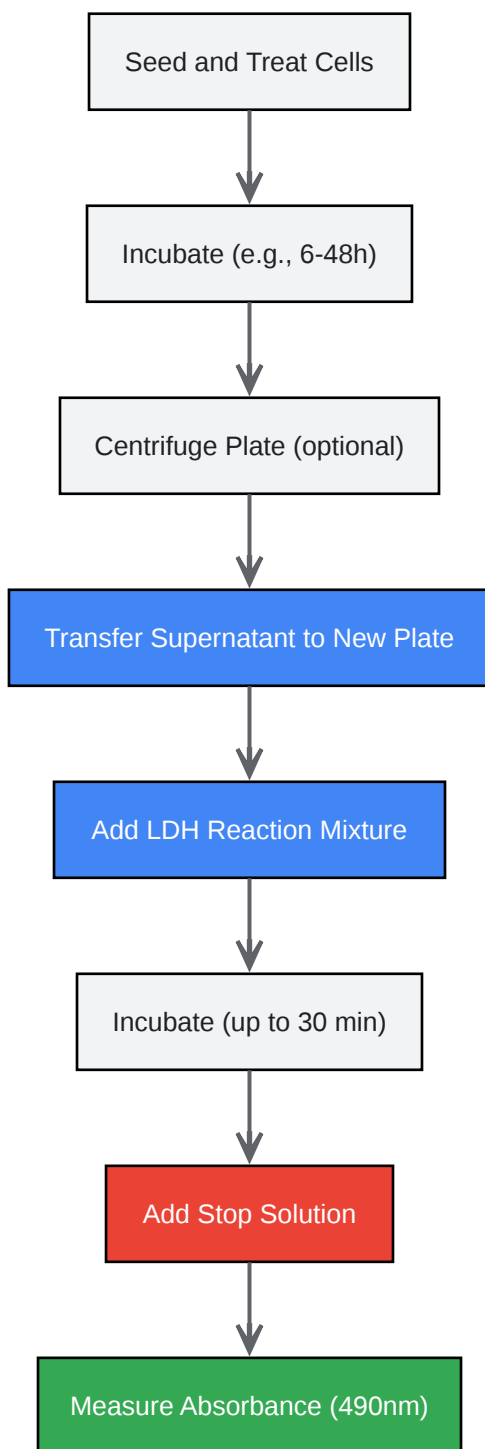 Seed and Treat Cells
Incubate (e.g., 6-48h)
Centrifuge Plate (optional)
Transfer Supernatant to New Plate
Add LDH Reaction Mixture
Incubate (up to 30 min)
Add Stop Solution
Measure Absorbance (490nm)